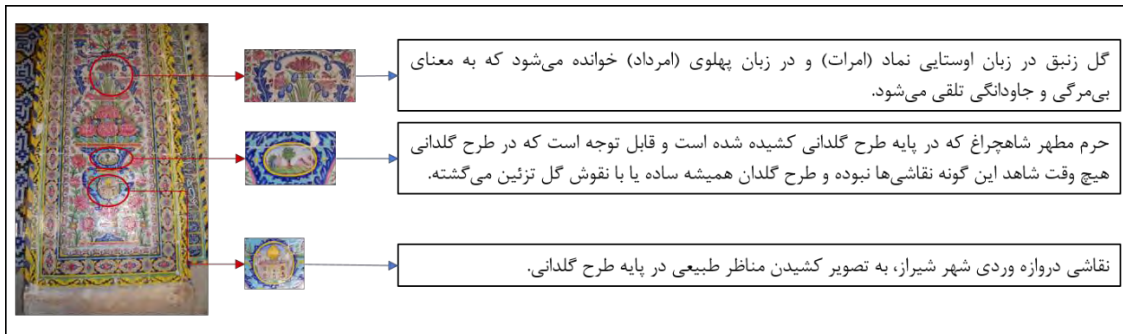 گل زنبق در زبان اوستایی نماد (امرات) و در زبان پهلوی (امرداد) خوانده می‌شود که به معنای
بی‌مرگی و جاودانگی تلقی می‌شود.
حرم مطهر شاهچراغ که در پایه طرح گلدانی کشیده شده است و قابل توجه است که در طرح گلدانی
هیچ وقت شاهد این گونه نقاشی‌ها نبوده و طرح گلدان همیشه ساده یا با نقوش گل تزئین می‌گشته.
نقاشی دروازه وردی شهر شیراز، به تصویر کشیدن مناظر طبیعی در پایه طرح گلدانی.